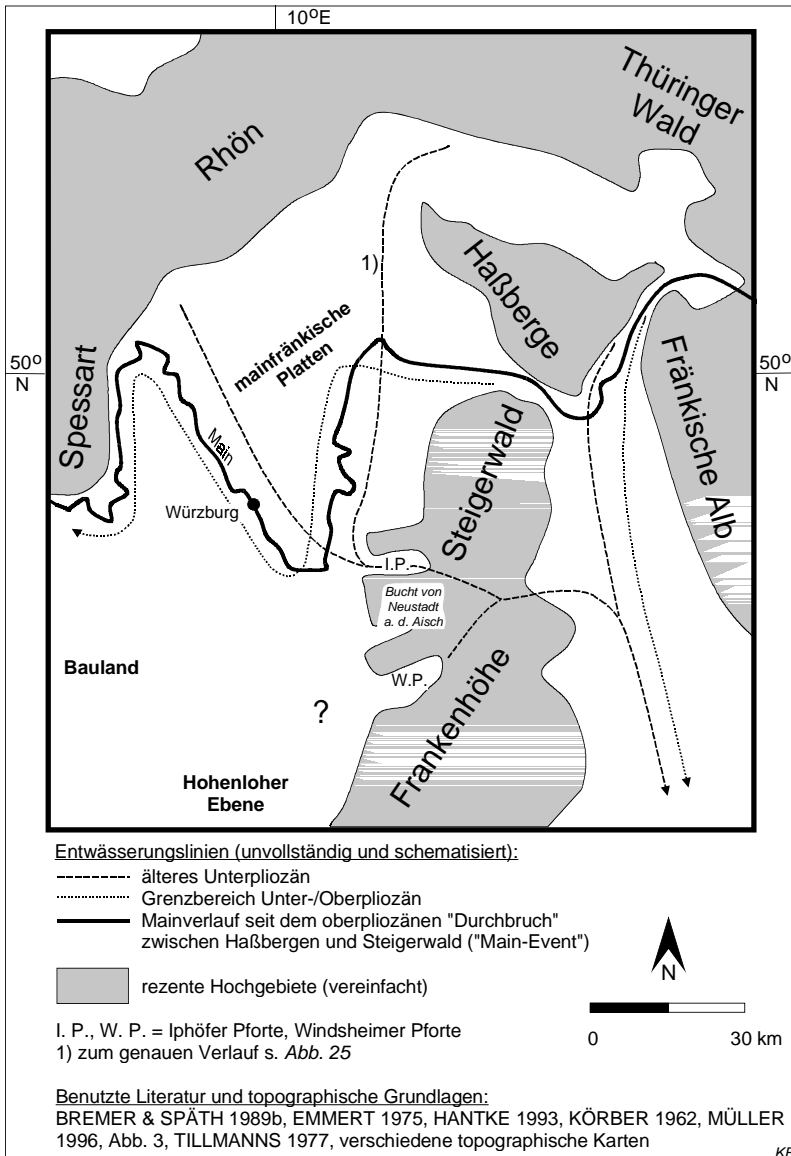 10°E
Thüringer
Wald
Rhön
1)
Haßberge
mainfränkische
Platten
50°
N
50°
N
Spessart
Fränkische Alb
Main
Steigerwald
Würzburg
I.P.
Bucht von
Neustadt
a. d. Aisch
Bauland
W.P.
?
Frankenhöhe
Hohenloher
Ebene
Entwässerungslinien (unvollständig und schematisiert):
älteres Unterpliozän
Grenzbereich Unter-/Oberpliozän
Mainverlauf seit dem oberpliozänen "Durchbruch"
zwischen Haßbergen und Steigerwald ("Main-Event")
N
rezente Hochgebiete (vereinfacht)
0 30 km
I. P., W. P. = Iphöfer Pforte, Windsheimer Pforte
1) zum genauen Verlauf s. Abb. 25
Benutzte Literatur und topographische Grundlagen:
BREMER & SPÄTH 1989b, EMMERT 1975, HANTKE 1993, KÖRBER 1962, MÜLLER
1996, Abb. 3, TILLMANNS 1977, verschiedene topographische Karten